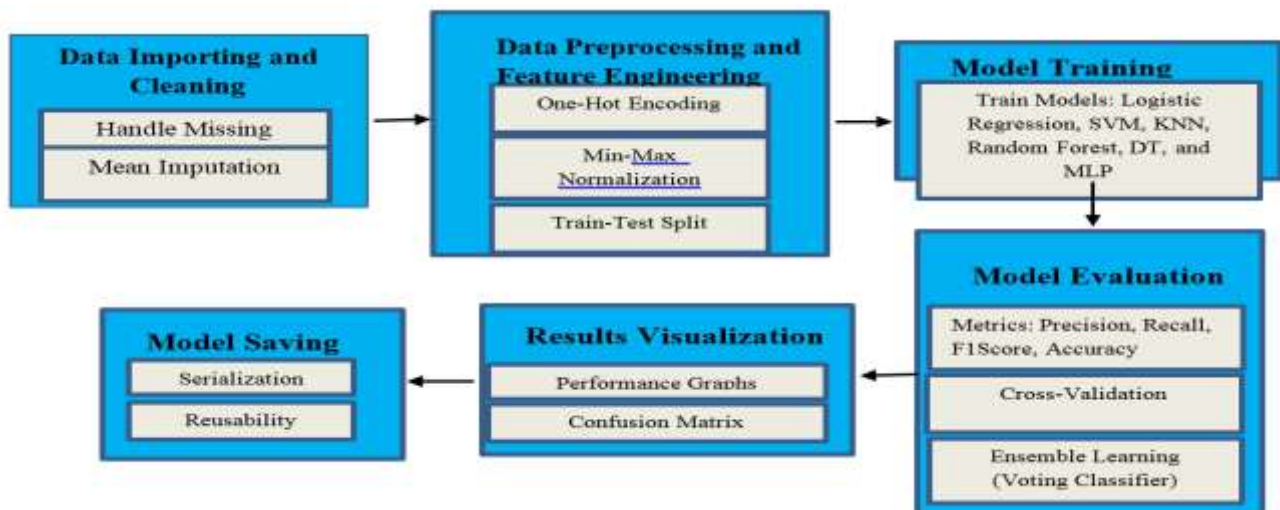 Data Importing and
Cleaning
Handle Missing
Mean Imputation
Data Preprocessing and
Feature Engineering
One-Hot Encoding
Min-Max
Normalization
Train-Test Split
Model Training
Train Models: Logistic
Regression, SVM, KNN,
Random Forest, DT, and
MLP
Model Evaluation
Metrics: Precision, Recall,
F1Score, Accuracy
Cross-Validation
Ensemble Learning
(Voting Classifier)
Results Visualization
Performance Graphs
Confusion Matrix
Model Saving
Serialization
Reusability